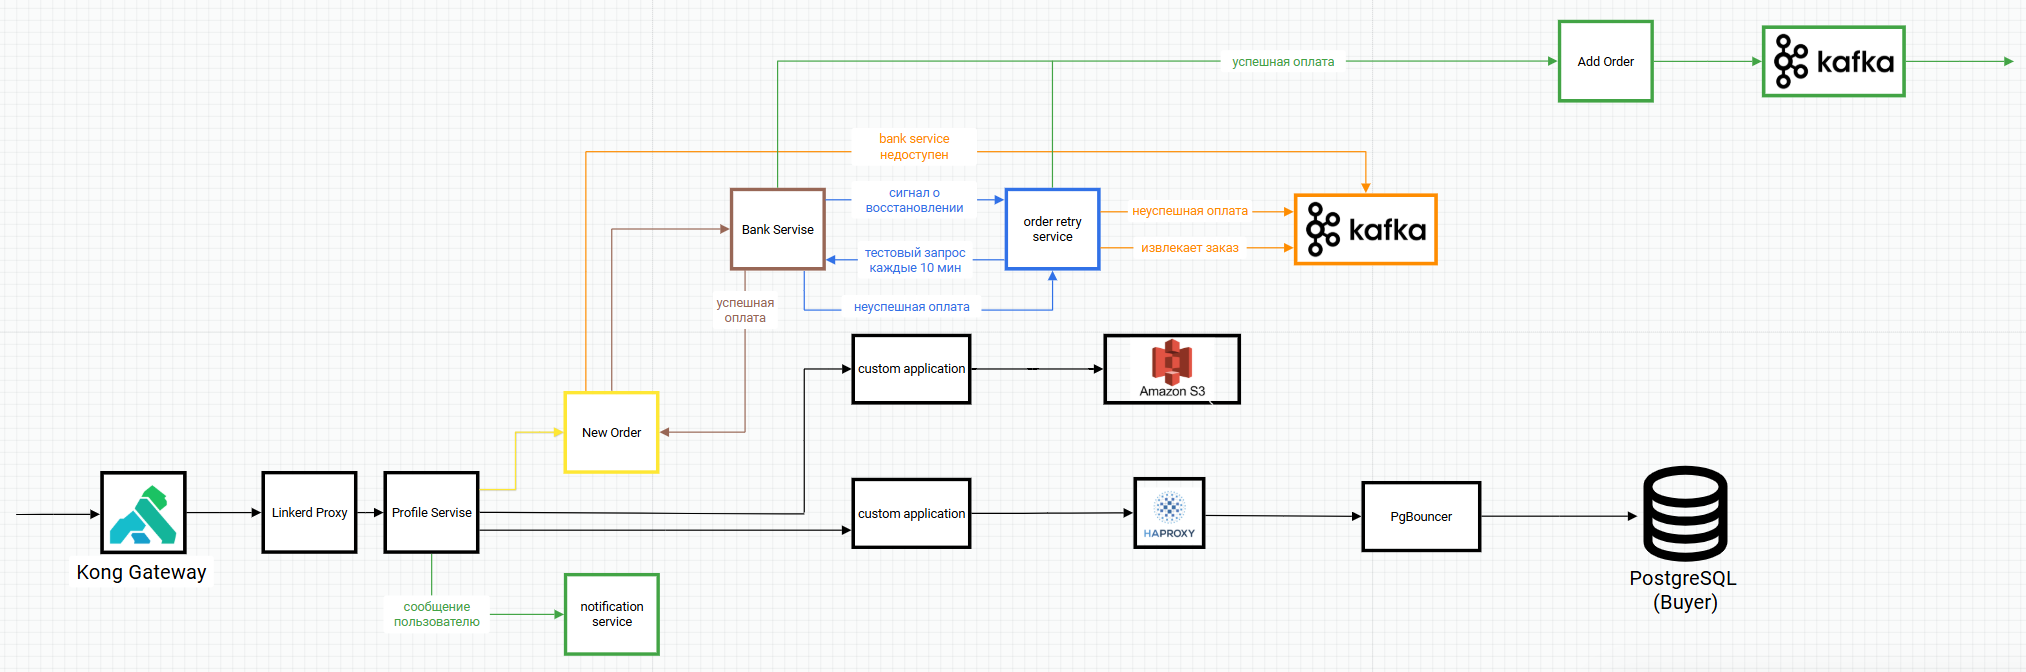 успешная оплата
Add Order
kafka
bank service
недоступен
сигнал о
восстановлении
Bank Servise
order retry
service
неуспешная оплата
kafka
извлекает заказ
тестовый запрос
каждые 10 мин
успешная
оплата
неуспешная оплата
custom application
Amazon S3
New Order
Kong Gateway
Linkerd Proxy
Profile Servise
custom application
HAPROXY
PgBouncer
PostgreSQL
(Buyer)
сообщение
пользователю
notification
service